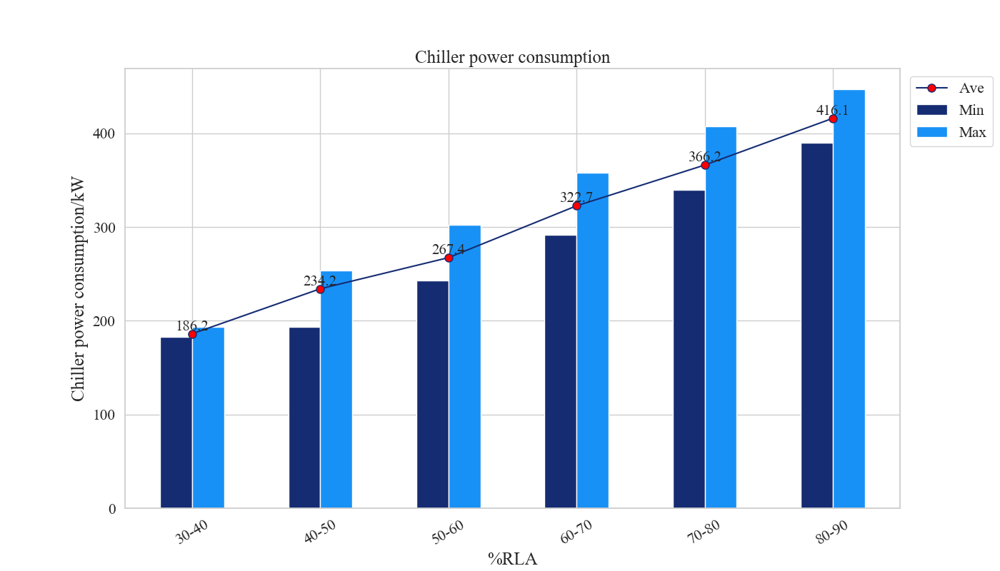 Chiller power consumption
Ave
Min
Max
Chiller power consumption/kW
400
300
200
100
0
186.2
234.2
267.4
322.7
366.2
416.1
30-40
40-50
50-60
60-70
70-80
80-90
%RLA